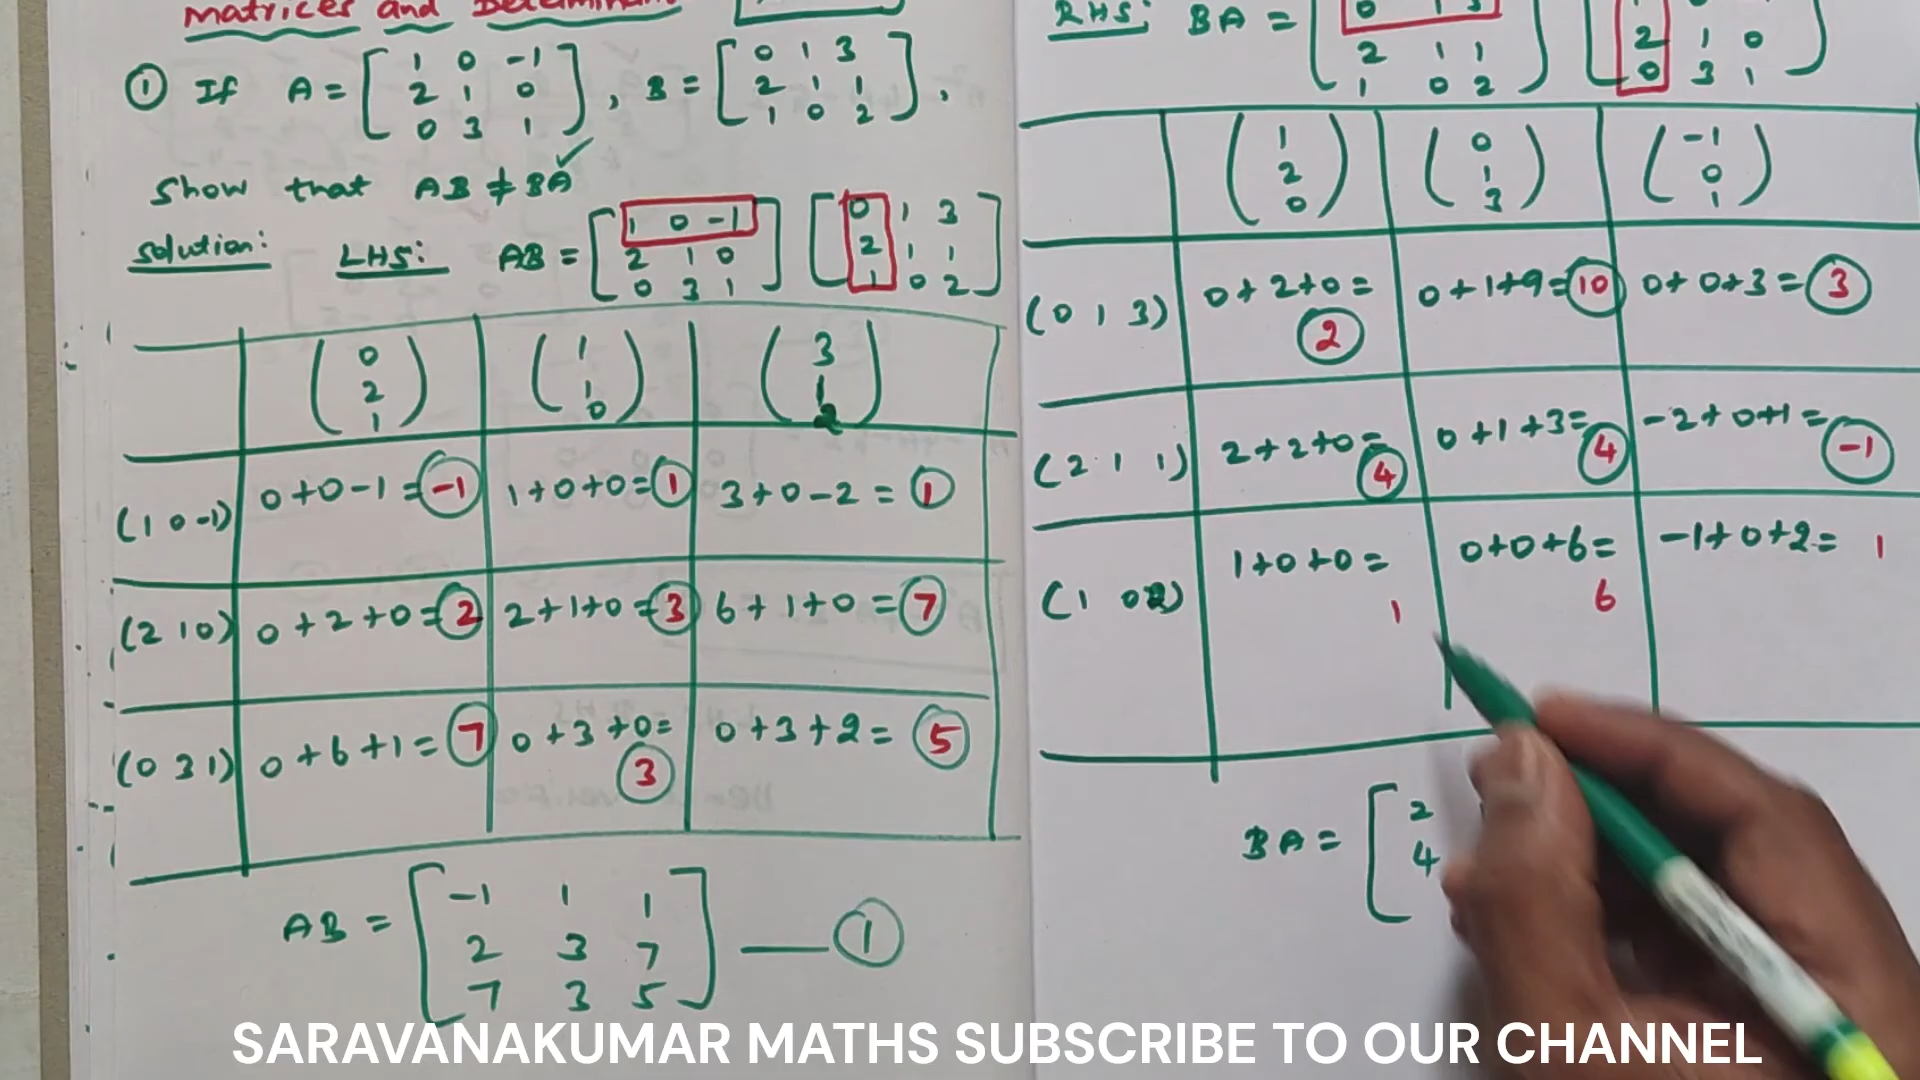 Matrices and Determinant
① If A = [ 1 0 -1
2 1 0
0 3 1 ] , B = [ 0 1 3
2 1 1
1 0 2 ] ,
Show that AB ≠ BA ✓
Solution: LHS: AB = [ 1 0 -1
2 1 0
0 3 1 ] [ 0 1 3
2 1 1
1 0 2 ]
( 0 2 1 ) ( 1 1 0 ) ( 3 1 2 )
(1 0 -1) 0+0-1 = -1 1+0+0= 1 3+0-2 = 1
(2 1 0) 0+2+0= 2 2+1+0= 3 6+1+0 = 7
(0 3 1) 0+6+1= 7 0+3+0= 3 0+3+2 = 5
AB = [ -1 1 1
2 3 7
7 3 5 ] — ①
RHS: BA = [ 0 1 3
2 1 1
1 0 2 ] [
2 1 0
0 3 1 ]
( 1 2 0 ) ( 0 1 3 ) ( -1 0 1 )
(0 1 3) 0+2+0= 2 0+1+9= 10 0+0+3= 3
(2 1 1) 2+2+0= 4 0+1+3= 4 -2+0+1= -1
(1 0 2) 1+0+0= 1 0+0+6= 6 -1+0+2= 1
BA = [ 2
4
SARAVANAKUMAR MATHS SUBSCRIBE TO OUR CHANNEL